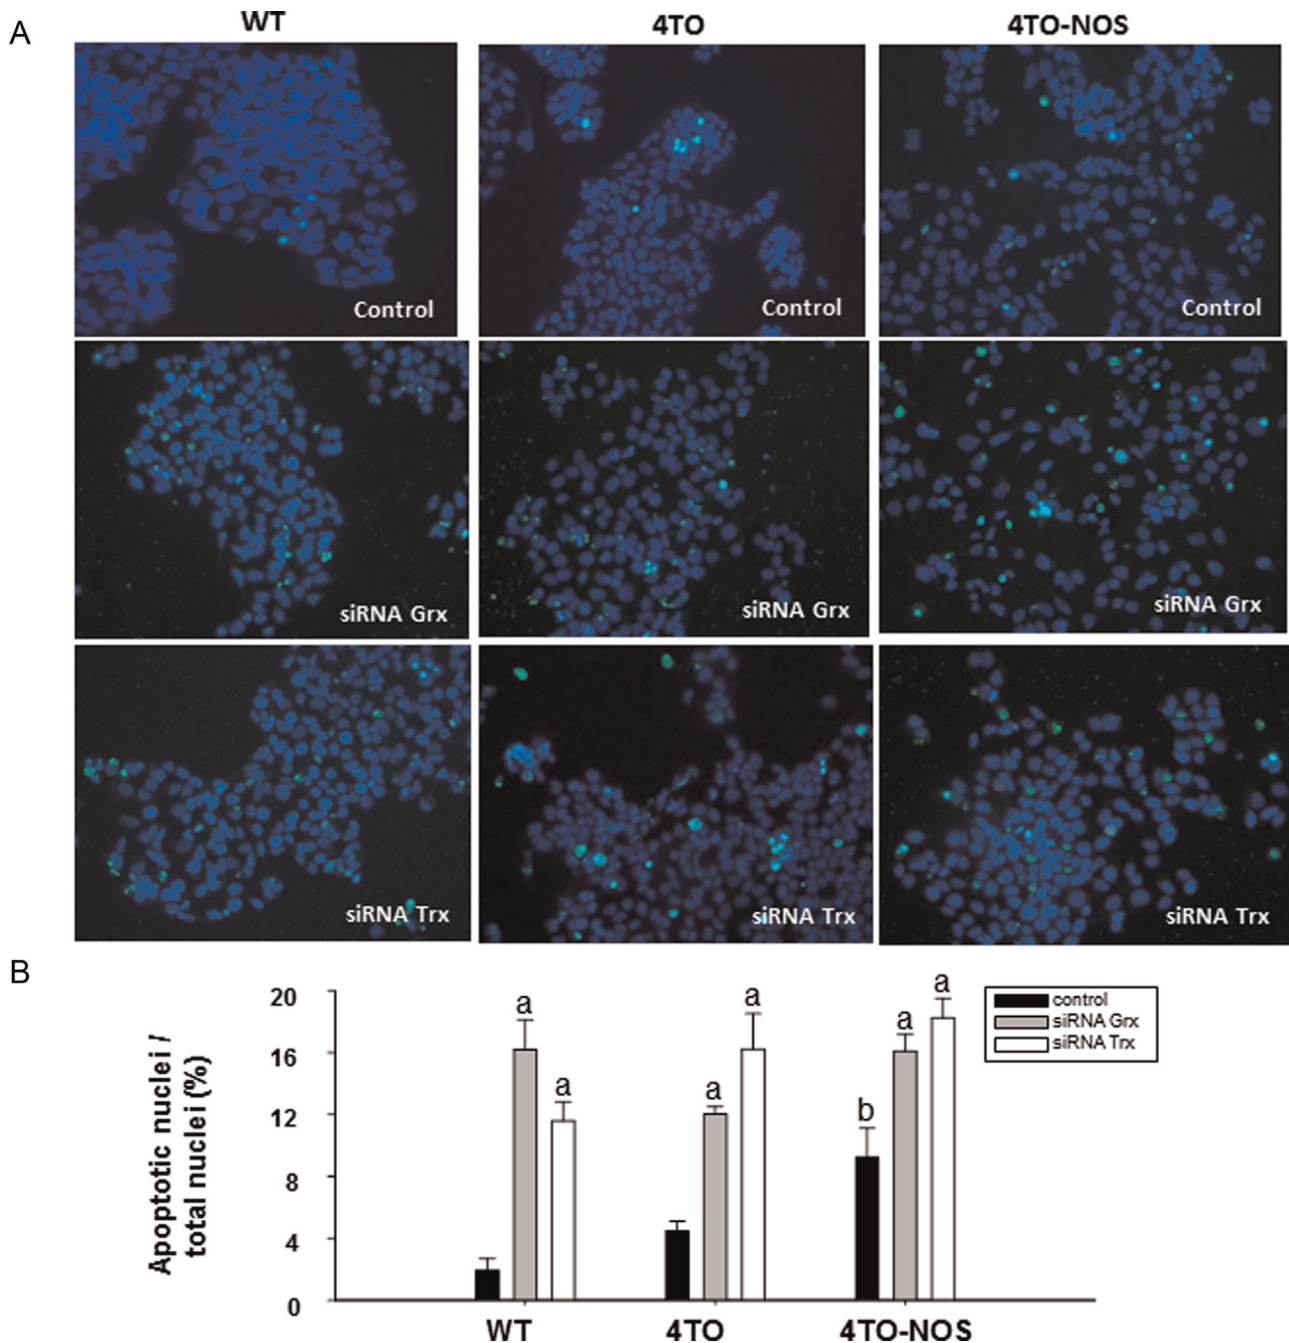 A
WT
4TO
4TO-NOS
Control
Control
Control
siRNA Grx
siRNA Grx
siRNA Grx
siRNA Trx
siRNA Trx
siRNA Trx
B
Apoptotic nuclei /
total nuclei (%)
20
16
12
8
4
0
a
a
a
a
b
a
a
control
siRNA Grx
siRNA Trx
WT
4TO
4TO-NOS